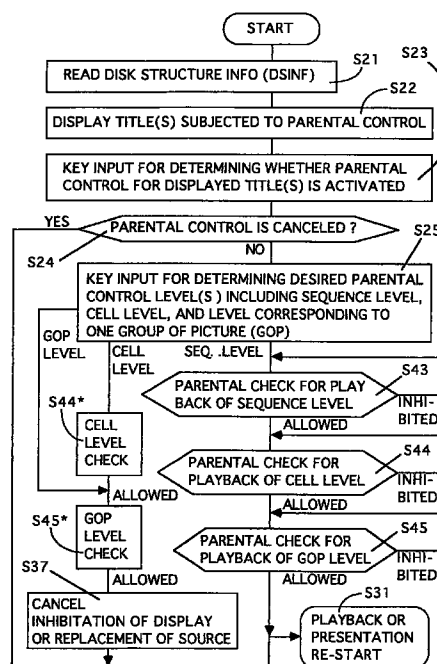 START
S21
S23
READ DISK STRUCTURE INFO (DSINF)
S22
DISPLAY TITLE(S) SUBJECTED TO PARENTAL CONTROL
KEY INPUT FOR DETERMINING WHETHER PARENTAL
CONTROL FOR DISPLAYED TITLE(S) IS ACTIVATED
YES
PARENTAL CONTROL IS CANCELED ?
S24
NO
S25
KEY INPUT FOR DETERMINING DESIRED PARENTAL
CONTROL LEVEL(S ) INCLUDING SEQUENCE LEVEL,
CELL LEVEL, AND LEVEL CORRESPONDING TO
ONE GROUP OF PICTURE (GOP)
GOP
LEVEL
CELL
LEVEL
SEQ. .LEVEL
S43
PARENTAL CHECK FOR PLAY
BACK OF SEQUENCE LEVEL
INHI-
BITED
ALLOWED
S44*
CELL
LEVEL
CHECK
S44
PARENTAL CHECK FOR
PLAYBACK OF CELL LEVEL
INHI-
BITED
ALLOWED
ALLOWED
S45*
GOP
LEVEL
CHECK
S45
PARENTAL CHECK FOR
PLAYBACK OF GOP LEVEL
INHI-
BITED
ALLOWED
ALLOWED
S37
CANCEL
INHIBITATION OF DISPLAY
OR REPLACEMENT OF SOURCE
S31
PLAYBACK OR
PRESENTATION
RE-START